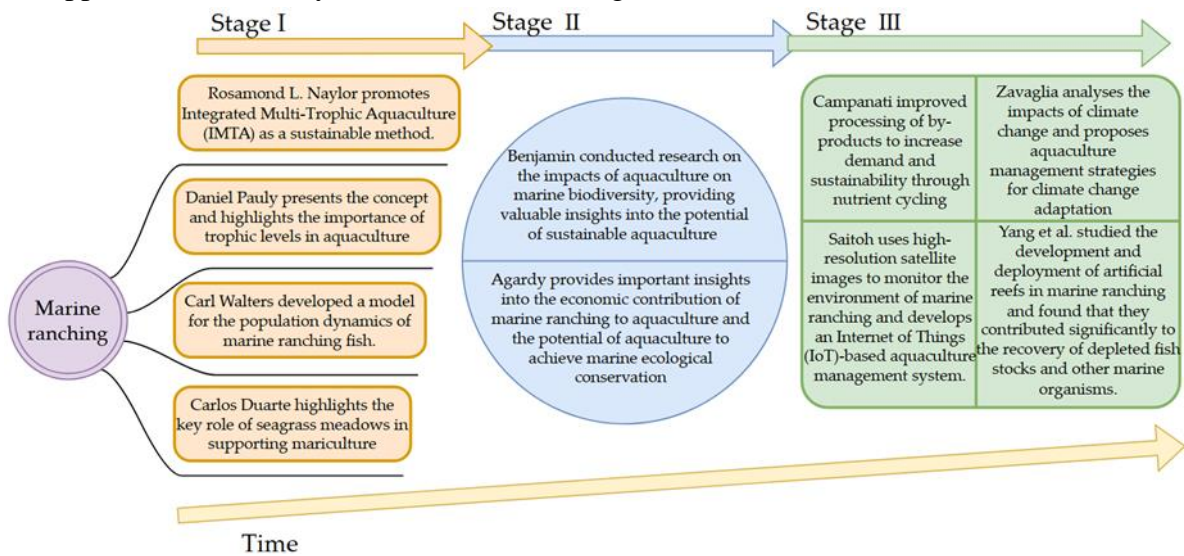 Stage I
Stage II
Stage III
Rosamond L. Naylor promotes
Integrated Multi-Trophic Aquaculture
(IMTA) as a sustainable method.
Daniel Pauly presents the concept
and highlights the importance of
trophic levels in aquaculture
Marine
ranching
Carl Walters developed a model
for the population dynamics of
marine ranching fish.
Carlos Duarte highlights the
key role of seagrass meadows in
supporting mariculture
Benjamin conducted research on
the impacts of aquaculture on
marine biodiversity, providing
valuable insights into the potential
of sustainable aquaculture
Agardy provides important insights
into the economic contribution of
marine ranching to aquaculture and
the potential of aquaculture to
achieve marine ecological
conservation
Campanati improved
processing of by-
products to increase
demand and
sustainability through
nutrient cycling
Zavaglia analyses the
impacts of climate
change and proposes
aquaculture
management strategies
for climate change
adaptation
Saitoh uses high-
resolution satellite
images to monitor the
environment of marine
ranching and develops
an Internet of Things
(IoT)-based aquaculture
management system.
Yang et al. studied the
development and
deployment of artificial
reefs in marine ranching
and found that they
contributed significantly to
the recovery of depleted fish
stocks and other marine
organisms.
Time